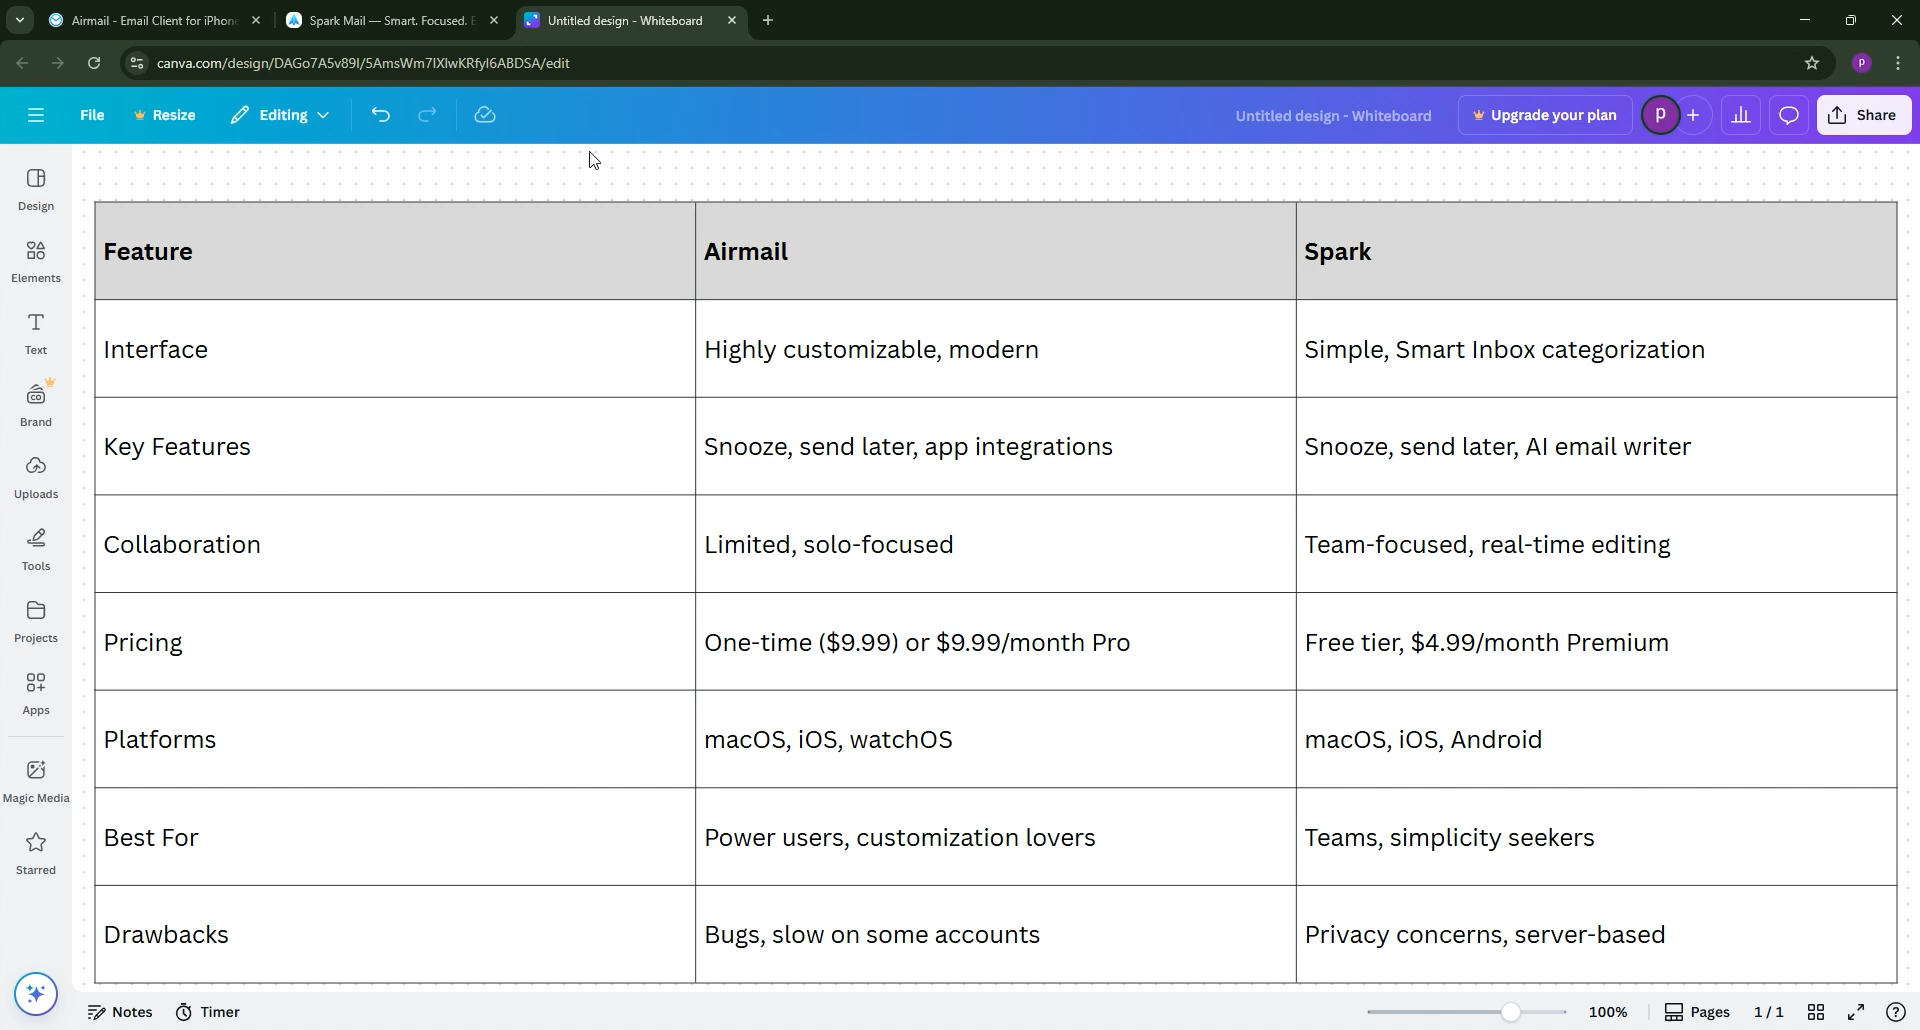 Airmail - Email Client for iPhone
Spark Mail — Smart. Focused. E
Untitled design - Whiteboard
canva.com/design/DAGo7A5v89I/5AmsWm7IXIwKRfyI6ABDSA/edit
P
File
Resize
Editing
Untitled design - Whiteboard
Upgrade your plan
P
Share
Design
Elements
Text
Brand
Uploads
Tools
Projects
Apps
Magic Media
Starred
Feature Airmail Spark
Interface Highly customizable, modern Simple, Smart Inbox categorization
Key Features Snooze, send later, app integrations Snooze, send later, AI email writer
Collaboration Limited, solo-focused Team-focused, real-time editing
Pricing One-time ($9.99) or $9.99/month Pro Free tier, $4.99/month Premium
Platforms macOS, iOS, watchOS macOS, iOS, Android
Best For Power users, customization lovers Teams, simplicity seekers
Drawbacks Bugs, slow on some accounts Privacy concerns, server-based
Notes
Timer
100%
Pages
1 / 1